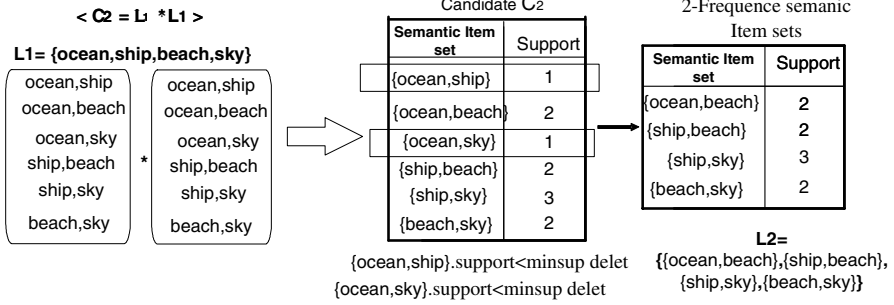 < C2 = L1 *L1 >
L1= {ocean,ship,beach,sky}
ocean,ship
ocean,beach
ocean,sky
ship,beach
ship,sky
beach,sky
*
ocean,ship
ocean,beach
ocean,sky
ship,beach
ship,sky
beach,sky
Candidate C2
Semantic Item set Support
{ocean,ship} 1
{ocean,beach} 2
{ocean,sky} 1
{ship,beach} 2
{ship,sky} 3
{beach,sky} 2
{ocean,ship}.support<minsup delet
{ocean,sky}.support<minsup delet
2-Frequence semanic
Item sets
Semantic Item set Support
{ocean,beach} 2
{ship,beach} 2
{ship,sky} 3
{beach,sky} 2
L2=
{{ocean,beach},{ship,beach},
{ship,sky},{beach,sky}}